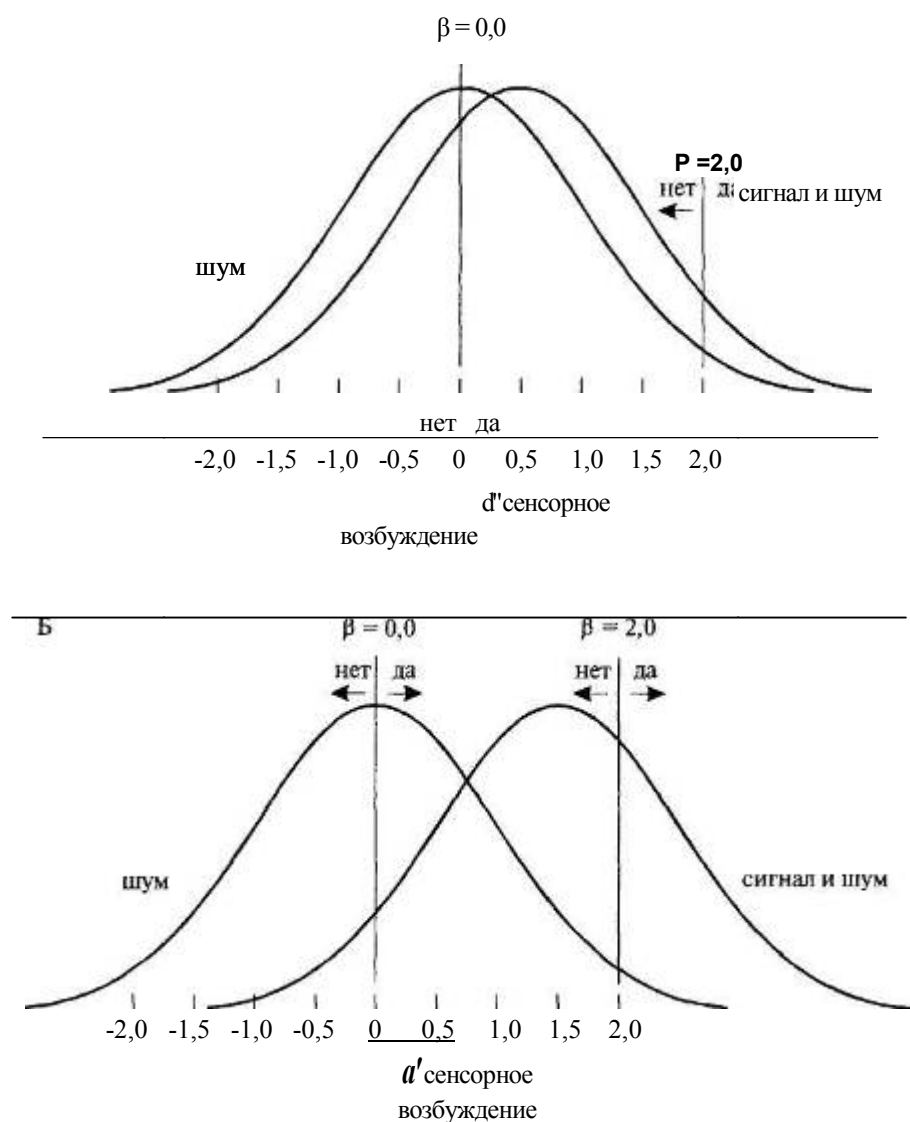 β = 0,0
P =2,0
нет да
сигнал и шум
шум
нет да
-2,0 -1,5 -1,0 -0,5 0 0,5 1,0 1,5 2,0
d'' сенсорное
возбуждение
Б β = 0,0 β = 2,0
нет да нет да
шум
сигнал и шум
-2,0 -1,5 -1,0 -0,5 0 0,5 1,0 1,5 2,0
a' сенсорное
возбуждение